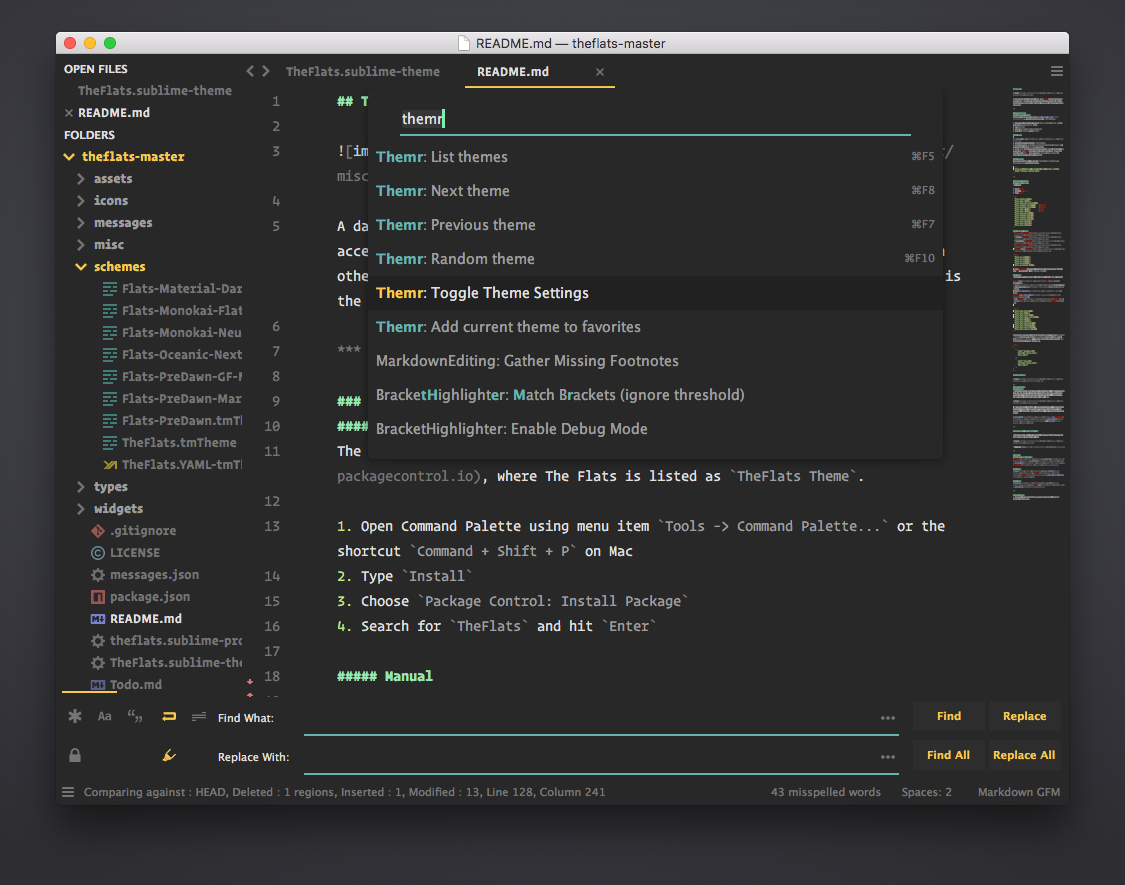 README.md — theflats-master
OPEN FILES
TheFlats.sublime-theme
README.md
FOLDERS
theflats-master
assets
icons
messages
misc
schemes
Flats-Material-Dar
Flats-Monokai-Flat
Flats-Monokai-Neu
Flats-Oceanic-Next
Flats-PreDawn-GF-M
Flats-PreDawn-Mar
Flats-PreDawn.tmT
TheFlats.tmTheme
TheFlats.YAML-tmT
types
widgets
.gitignore
LICENSE
messages.json
package.json
README.md
theflats.sublime-pro
TheFlats.sublime-the
Todo.md
TheFlats.sublime-theme
README.md
themr
Themr: List themes ⌘F5
Themr: Next theme ⌘F8
Themr: Previous theme ⌘F7
Themr: Random theme ⌘F10
Themr: Toggle Theme Settings
Themr: Add current theme to favorites
MarkdownEditing: Gather Missing Footnotes
BracketHighlighter: Match Brackets (ignore threshold)
BracketHighlighter: Enable Debug Mode
1 ## T
2
3 ![im /
misc
4
5 A da
acce
othe is
the
6
7 ***
8
9 ###
10 ####
11 The
packagecontrol.io), where The Flats is listed as `TheFlats Theme`.
12
13 1. Open Command Palette using menu item `Tools -> Command Palette...` or the
shortcut `Command + Shift + P` on Mac
14 2. Type `Install`
15 3. Choose `Package Control: Install Package`
16 4. Search for `TheFlats` and hit `Enter`
17
18 ##### Manual
Aa “„ Find What: ••• Find Replace
Replace With: ••• Find All Replace All
Comparing against : HEAD, Deleted : 1 regions, Inserted : 1, Modified : 13, Line 128, Column 241 43 misspelled words Spaces: 2 Markdown GFM